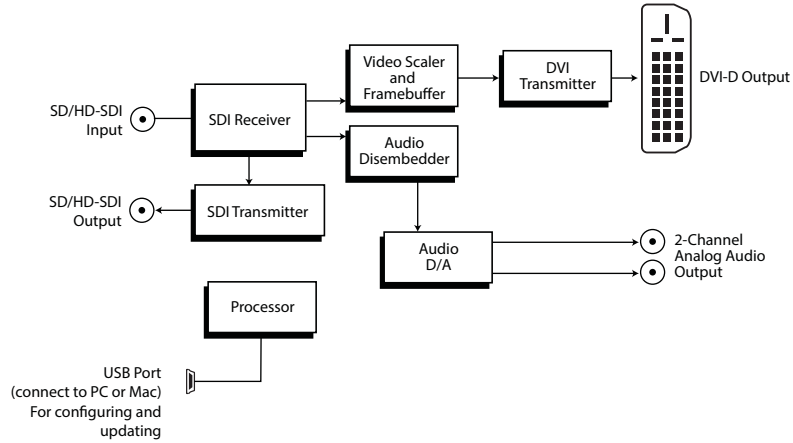 Video Scaler
and
Framebuffer
DVI
Transmitter
DVI-D Output
SD/HD-SDI
Input
SDI Receiver
Audio
Disembedder
SD/HD-SDI
Output
SDI Transmitter
Audio
D/A
2-Channel
Analog Audio
Output
Processor
USB Port
(connect to PC or Mac)
For configuring and
updating